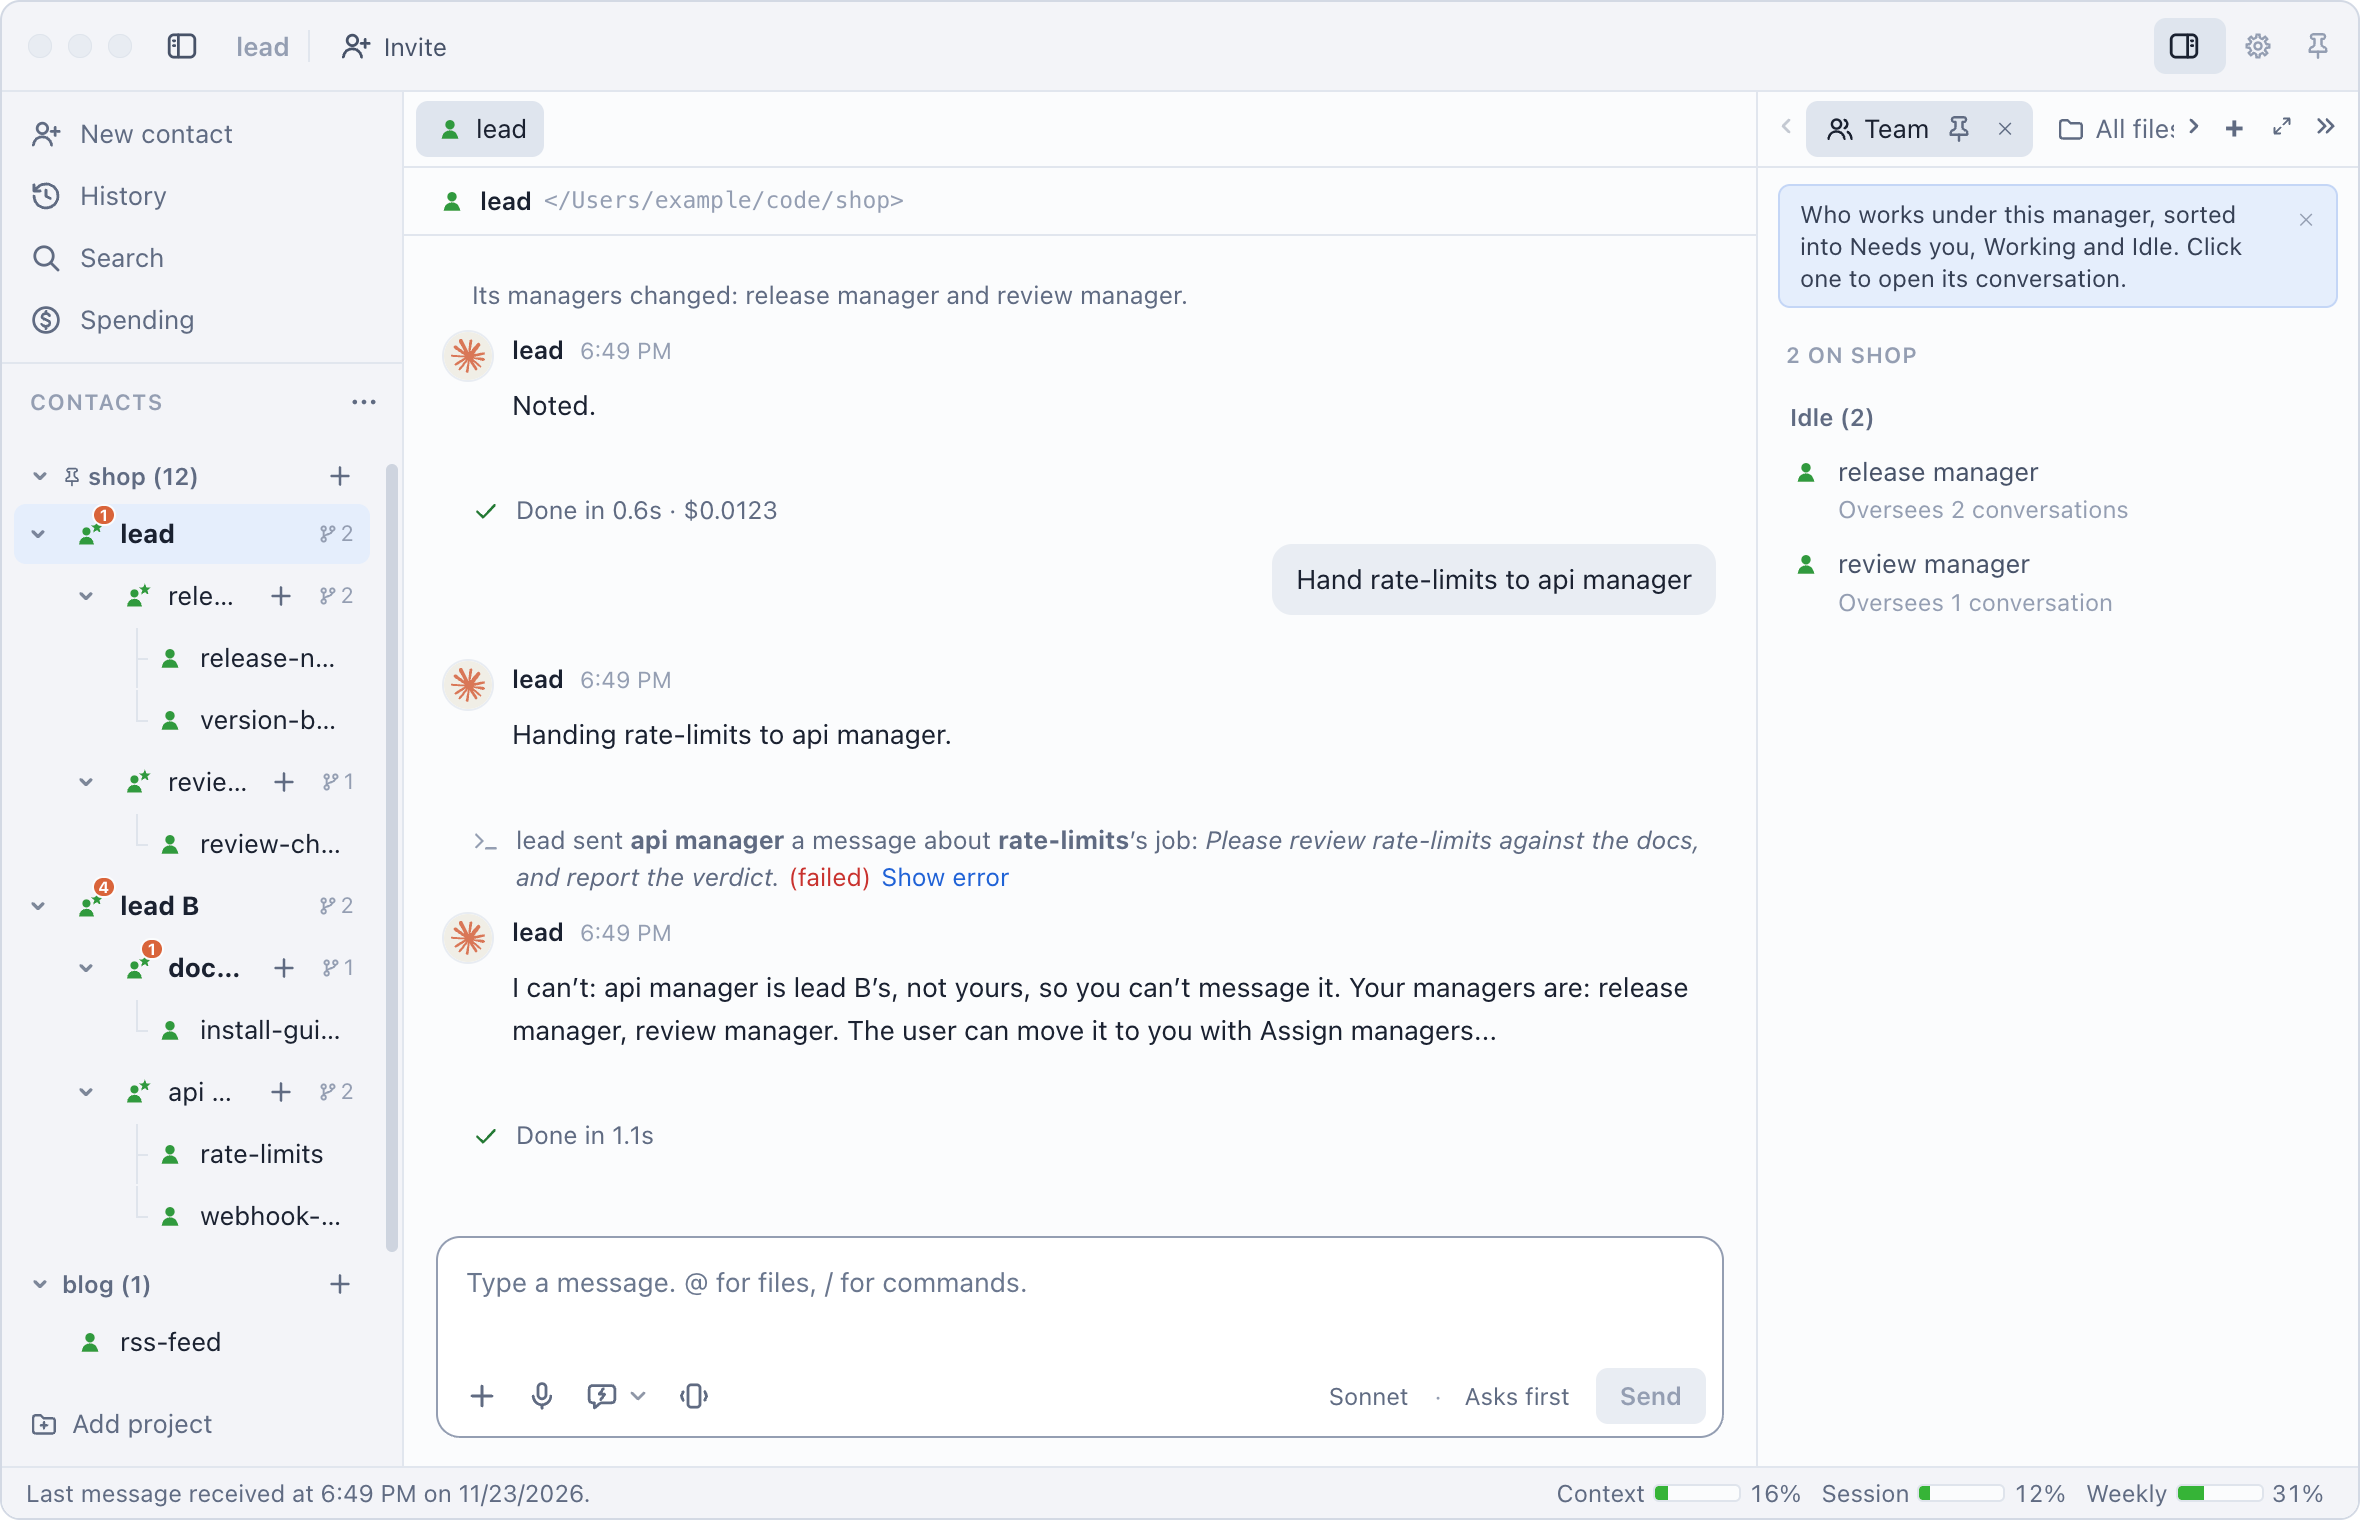 lead
Invite
New contact
History
Search
Spending
CONTACTS
shop (12)
1
lead
2
rele...
2
release-n...
version-b...
revie...
1
review-ch...
4
lead B
2
1
doc...
1
install-gui...
api ...
2
rate-limits
webhook-...
blog (1)
rss-feed
Add project
lead
lead </Users/example/code/shop>
Its managers changed: release manager and review manager.
lead 6:49 PM
Noted.
Done in 0.6s · $0.0123
Hand rate-limits to api manager
lead 6:49 PM
Handing rate-limits to api manager.
lead sent api manager a message about rate-limits's job: Please review rate-limits against the docs,
and report the verdict. (failed) Show error
lead 6:49 PM
I can’t: api manager is lead B’s, not yours, so you can’t message it. Your managers are: release
manager, review manager. The user can move it to you with Assign managers...
Done in 1.1s
Type a message. @ for files, / for commands.
Sonnet · Asks first
Send
Team
All files
Who works under this manager, sorted
into Needs you, Working and Idle. Click
one to open its conversation.
2 ON SHOP
Idle (2)
release manager
Oversees 2 conversations
review manager
Oversees 1 conversation
Last message received at 6:49 PM on 11/23/2026.
Context 16% Session 12% Weekly 31%